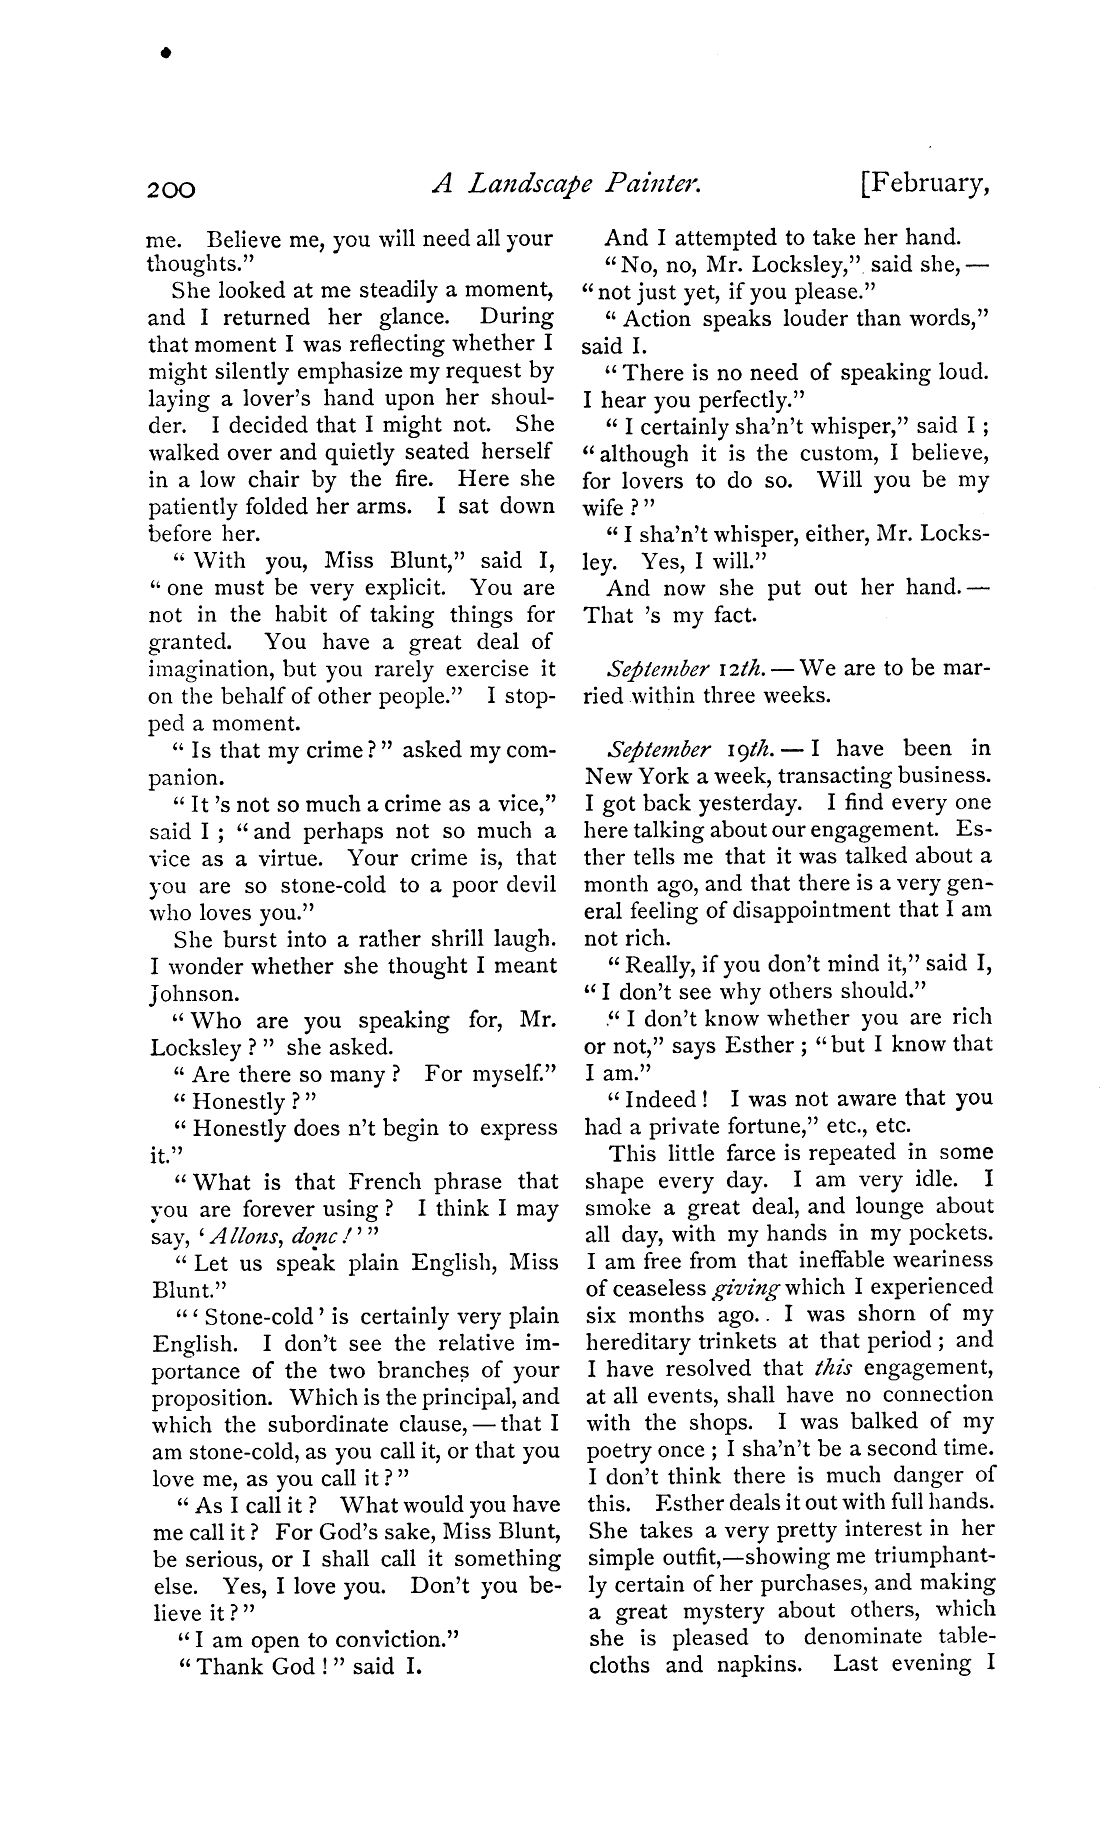 200 A Landscape Painter. [February,
me. Believe me, you will need all your
thoughts."
She looked at me steadily a moment,
and I returned her glance. During
that moment I was reflecting whether I
might silently emphasize my request by
laying a lover's hand upon her shoul-
der. I decided that I might not. She
walked over and quietly seated herself
in a low chair by the fire. Here she
patiently folded her arms. I sat down
before her.
"With you, Miss Blunt," said I,
"one must be very explicit. You are
not in the habit of taking things for
granted. You have a great deal of
imagination, but you rarely exercise it
on the behalf of other people." I stop-
ped a moment.
"Is that my crime?" asked my com-
panion.
"It 's not so much a crime as a vice,"
said I; "and perhaps not so much a
vice as a virtue. Your crime is, that
you are so stone-cold to a poor devil
who loves you."
She burst into a rather shrill laugh.
I wonder whether she thought I meant
Johnson.
"Who are you speaking for, Mr.
Locksley?" she asked.
"Are there so many? For myself."
"Honestly?"
"Honestly does n't begin to express
it."
"What is that French phrase that
you are forever using? I think I may
say, 'Allons, donc!'"
"Let us speak plain English, Miss
Blunt."
"'Stone-cold' is certainly very plain
English. I don't see the relative im-
portance of the two branches of your
proposition. Which is the principal, and
which the subordinate clause,—that I
am stone-cold, as you call it, or that you
love me, as you call it?"
"As I call it? What would you have
me call it? For God's sake, Miss Blunt,
be serious, or I shall call it something
else. Yes, I love you. Don't you be-
lieve it?"
"I am open to conviction."
"Thank God!" said I.
And I attempted to take her hand.
"No, no, Mr. Locksley," said she,—
"not just yet, if you please."
"Action speaks louder than words,"
said I.
"There is no need of speaking loud.
I hear you perfectly."
"I certainly sha'n't whisper," said I;
"although it is the custom, I believe,
for lovers to do so. Will you be my
wife?"
"I sha'n't whisper, either, Mr. Locks-
ley. Yes, I will."
And now she put out her hand.—
That 's my fact.
September 12th.—We are to be mar-
ried within three weeks.
September 19th.—I have been in
New York a week, transacting business.
I got back yesterday. I find every one
here talking about our engagement. Es-
ther tells me that it was talked about a
month ago, and that there is a very gen-
eral feeling of disappointment that I am
not rich.
"Really, if you don't mind it," said I,
"I don't see why others should."
"I don't know whether you are rich
or not," says Esther; "but I know that
I am."
"Indeed! I was not aware that you
had a private fortune," etc., etc.
This little farce is repeated in some
shape every day. I am very idle. I
smoke a great deal, and lounge about
all day, with my hands in my pockets.
I am free from that ineffable weariness
of ceaseless giving which I experienced
six months ago.. I was shorn of my
hereditary trinkets at that period; and
I have resolved that this engagement,
at all events, shall have no connection
with the shops. I was balked of my
poetry once; I sha'n't be a second time.
I don't think there is much danger of
this. Esther deals it out with full hands.
She takes a very pretty interest in her
simple outfit,—showing me triumphant-
ly certain of her purchases, and making
a great mystery about others, which
she is pleased to denominate table-
cloths and napkins. Last evening I